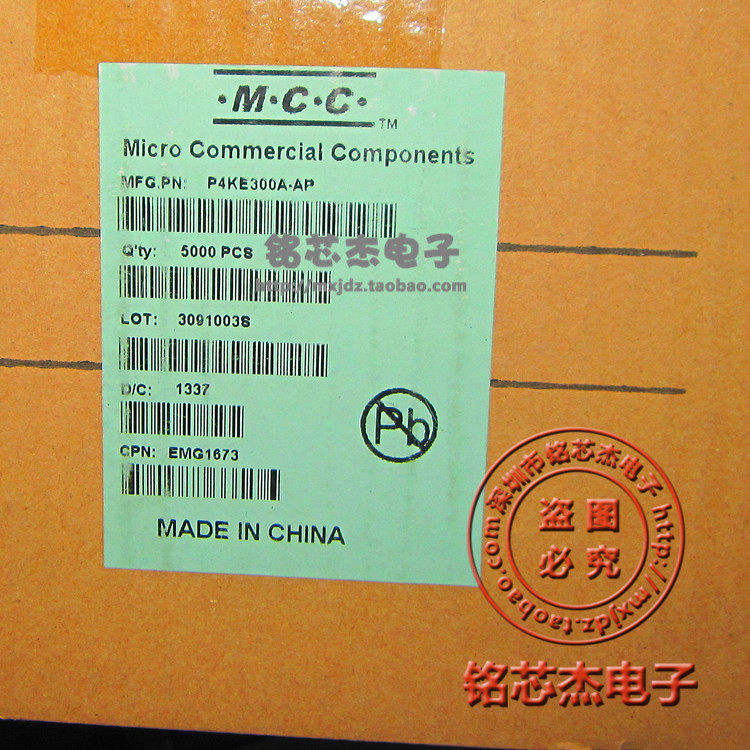 ·M·C·C·
TM
Micro Commercial Components
MFG.PN: P4KE300A-AP
Q'ty: 5000 PCS
铭芯杰电子
http://mxjdz.taobao.com
LOT: 3091003S
D/C: 1337
Pb
CPN: EMG1673
MADE IN CHINA
深圳市铭芯杰电子 http://mxjdz.taobao.com
盗图
必究
铭芯杰电子